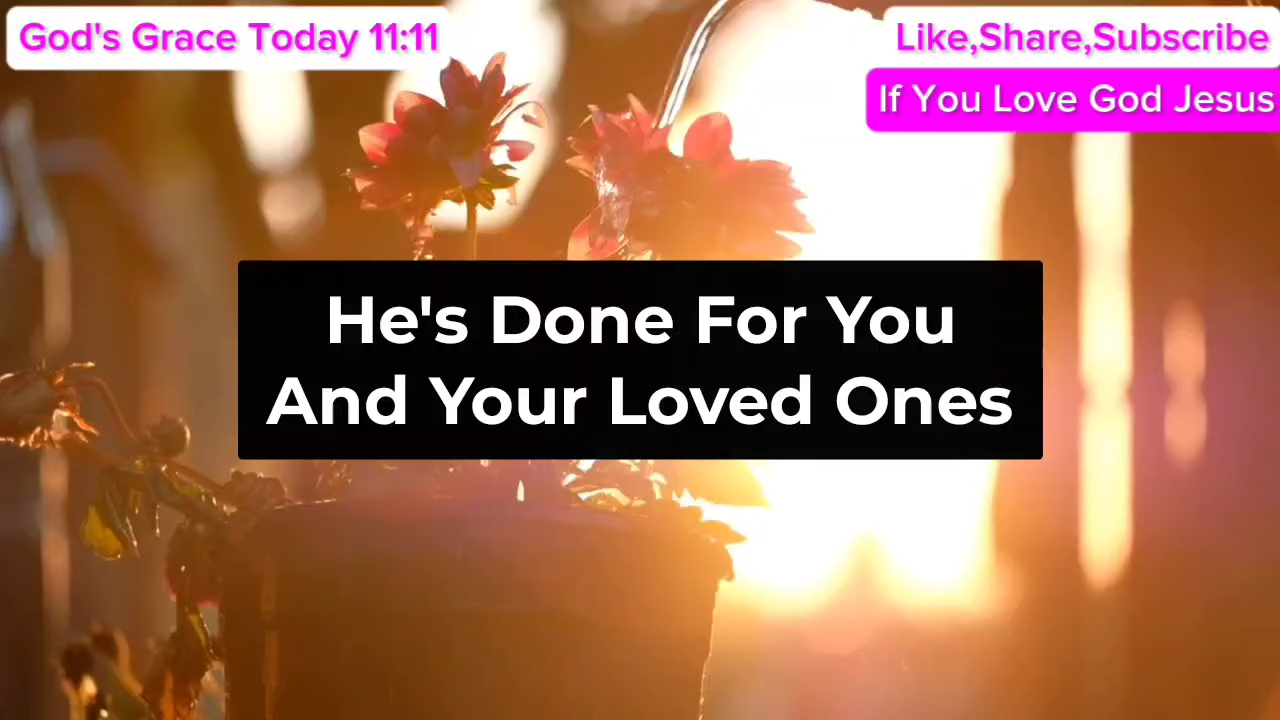 God's Grace Today 11:11
Like,Share,Subscribe
If You Love God Jesus
He's Done For You
And Your Loved Ones